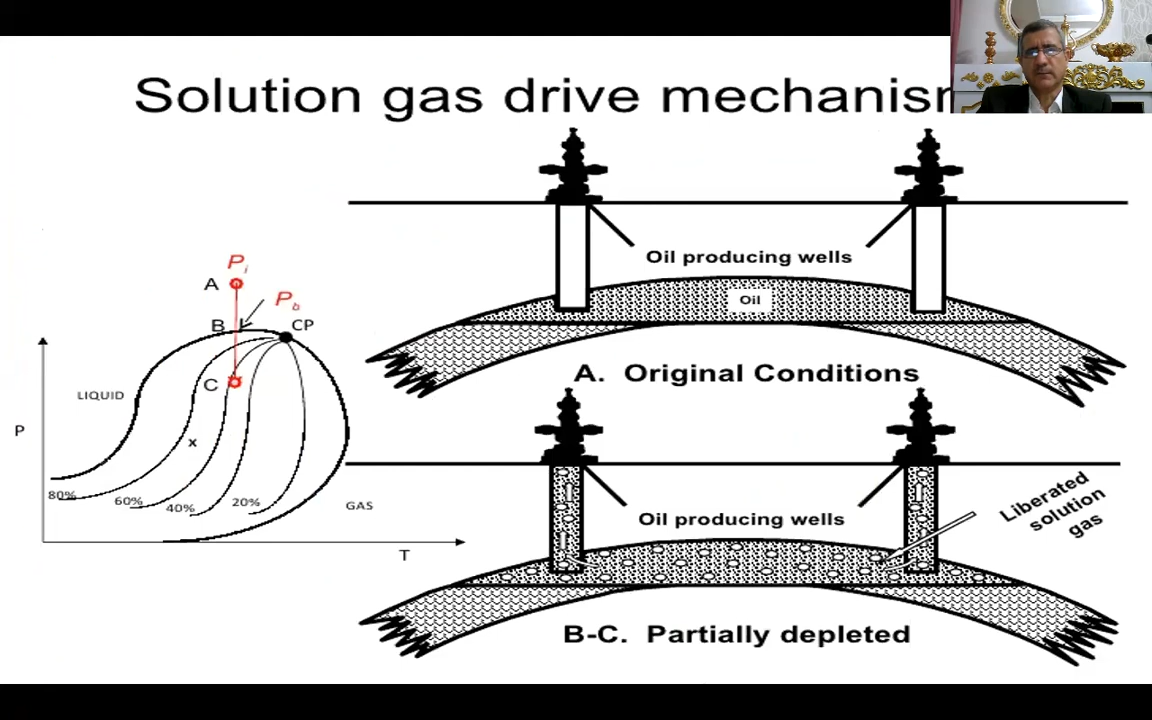 Solution gas drive mechanism
Oil producing wells
Oil
A. Original Conditions
Pi
A
Pb
B
CP
C
LIQUID
P
x
80%
60%
40%
20%
GAS
T
Oil producing wells
Liberated
solution
gas
B-C. Partially depleted